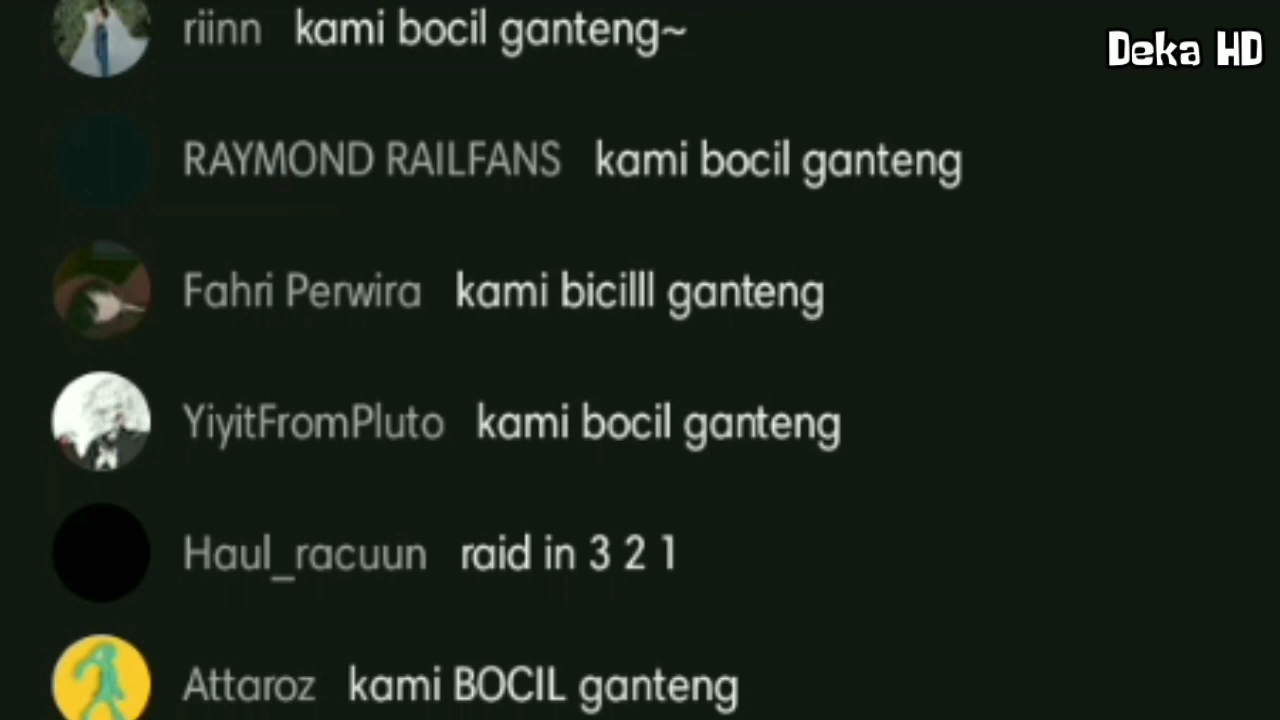 riinn kami bocil ganteng~
Deka HD
RAYMOND RAILFANS kami bocil ganteng
Fahri Perwira kami bicilll ganteng
YiyitFromPluto kami bocil ganteng
Haul_racuun raid in 3 2 1
Attaroz kami BOCIL ganteng